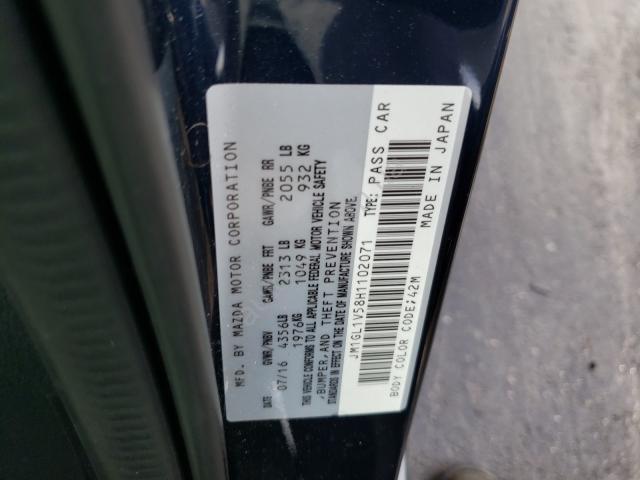 MFD. BY MAZDA MOTOR CORPORATION
GVWR/PNBV GAWR/PNBE FRT GAWR/PNBE RR
07/16 4356LB 2313 LB 2055 LB
1976KG 1049 KG 932 KG
THIS VEHICLE CONFORMS TO ALL APPLICABLE FEDERAL MOTOR VEHICLE SAFETY
,BUMPER,AND THEFT PREVENTION
STANDARDS IN EFFECT ON THE DATE OF MANUFACTURE SHOWN ABOVE
JM1GL1V58H1102071 TYPE: PASS CAR
BODY COLOR CODE:42M MADE IN JAPAN